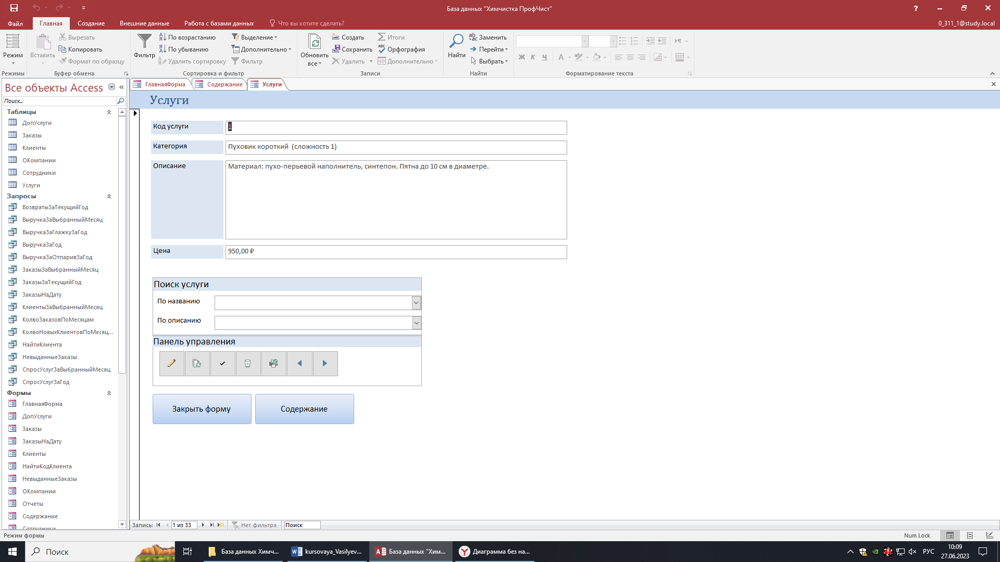 База данных "Химчистка ПрофЧист"
?
Файл Главная Создание Внешние данные Работа с базами данных Что вы хотите сделать? 0_311_1@study.local
Режим
Режимы
Вставить
Вырезать
Копировать
Формат по образцу
Буфер обмена
Фильтр
По возрастанию
По убыванию
Удалить сортировку
Выделение
Дополнительно
Фильтр
Сортировка и фильтр
Обновить
все
Создать
Сохранить
Удалить
Итоги
Орфография
Дополнительно
Записи
Найти
Заменить
Перейти
Выбрать
Найти
Ж К Ч А
Форматирование текста
Все объекты Access
Поиск...
Таблицы
ДопУслуги
Заказы
Клиенты
ОКомпании
Сотрудники
Услуги
Запросы
ВозвратыЗаТекущийГод
ВыручкаЗаВыбранныйМесяц
ВыручкаЗаГлажкуЗаГод
ВыручкаЗаГод
ВыручкаЗаОтпаривЗаГод
ЗаказыЗаВыбранныйМесяц
ЗаказыЗаТекущийГод
ЗаказыНаДату
КлиентыЗаВыбранныйМесяц
КолвоЗаказовПоМесяцам
КолвоНовыхКлиентовПоМесяц...
НайтиКлиента
НевыданныеЗаказы
СпросУслугЗаВыбранныйМесяц
СпросУслугЗаГод
Формы
ГлавнаяФорма
ДопУслуги
Заказы
ЗаказыНаДату
Клиенты
НайтиКодКлиента
НевыданныеЗаказы
ОКомпании
Отчеты
Содержание
Сотрудники
ГлавнаяФорма Содержание Услуги
Услуги
Код услуги 1
Категория Пуховик короткий (сложность 1)
Описание Материал: пухо-перьевой наполнитель, синтепон. Пятна до 10 см в диаметре.
Цена 950,00 ₽
Поиск услуги
По названию
По описанию
Панель управления
Закрыть форму Содержание
Запись: 1 из 33 Нет фильтра Поиск
Режим формы Num Lock
Поиск База данных Химч... kursovaya_Vasilyev... База данных "Хим... Диаграмма без на... РУС 10:09
27.06.2023